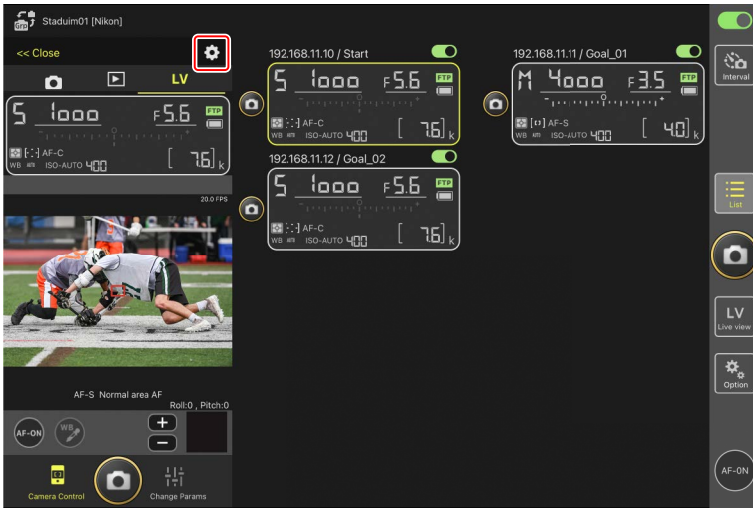 Grp
Staduim01 [Nikon]
<< Close
LV
S 1000 F5.6 FTP
AF-C
WB ISO-AUTO 400 [ 7.6] k
20.0 FPS
AF-S Normal area AF
Roll:0 , Pitch:0
AF-ON
WB
+
−
Camera Control
Change Params
192.168.11.10 / Start
S 1000 F5.6 FTP
AF-C
WB ISO-AUTO 400 [ 7.6] k
192.168.11.11 / Goal_01
M 4000 F3.5 FTP
AF-S
WB ISO-AUTO 400 [ 4.0] k
192.168.11.12 / Goal_02
S 1000 F5.6 FTP
AF-C
WB ISO-AUTO 400 [ 7.6] k
Interval
List
LV
Live view
Option
AF-ON